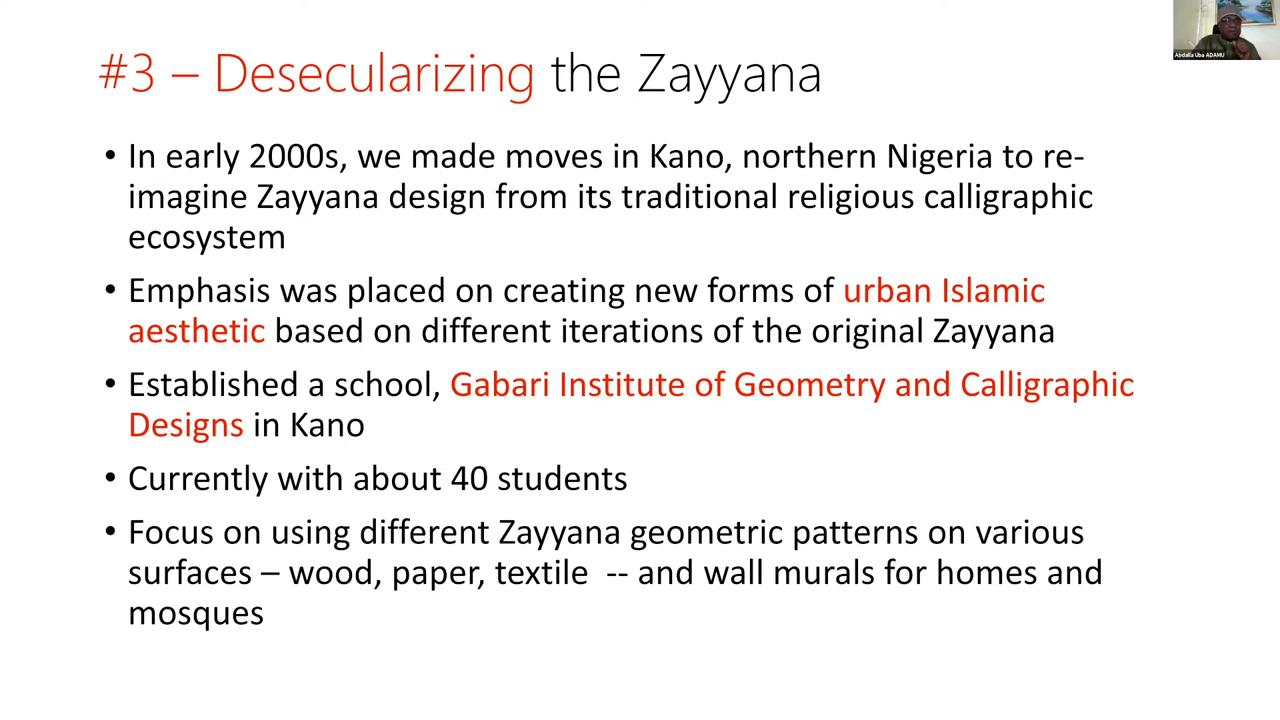 #3 – Desecularizing the Zayyana
Abdalla Uba ADAMU
• In early 2000s, we made moves in Kano, northern Nigeria to re-
imagine Zayyana design from its traditional religious calligraphic
ecosystem
• Emphasis was placed on creating new forms of urban Islamic
aesthetic based on different iterations of the original Zayyana
• Established a school, Gabari Institute of Geometry and Calligraphic
Designs in Kano
• Currently with about 40 students
• Focus on using different Zayyana geometric patterns on various
surfaces – wood, paper, textile  -- and wall murals for homes and
mosques